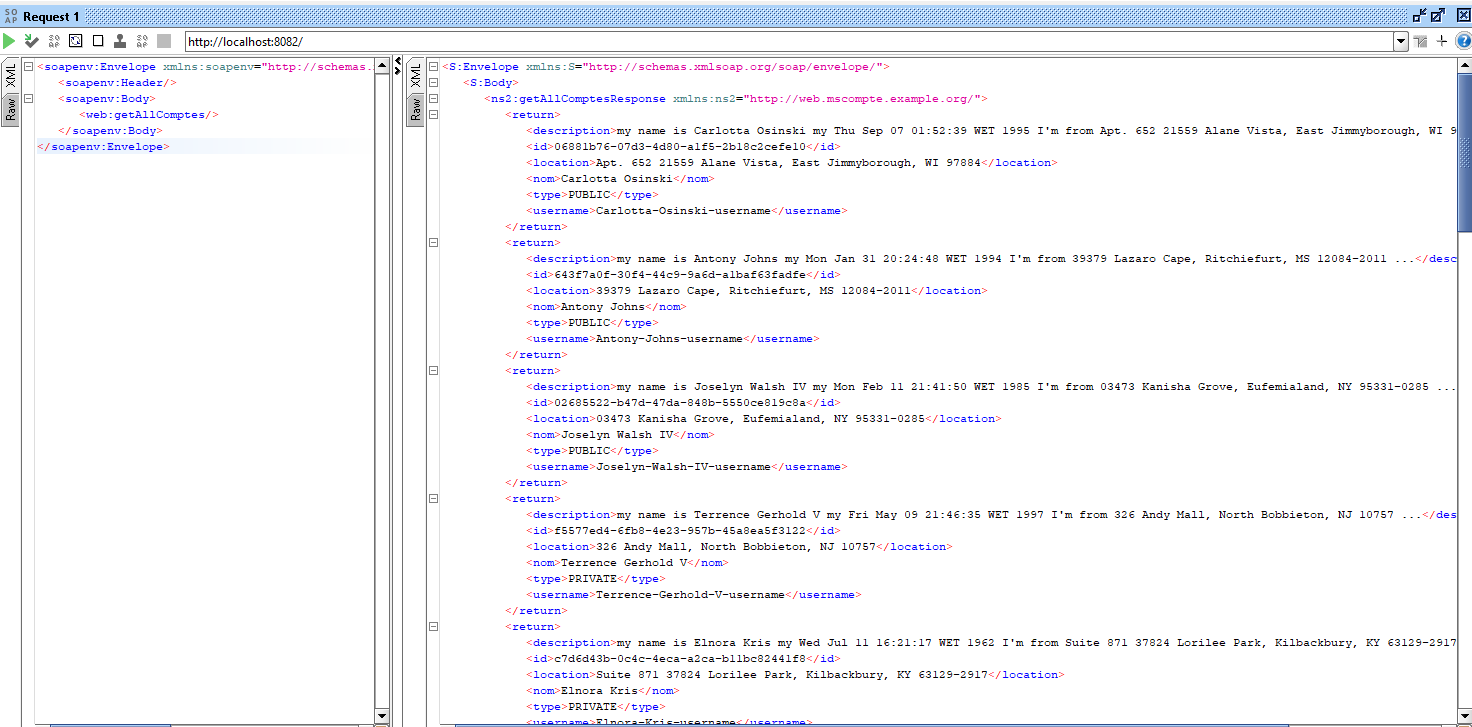 SO
AP Request 1
SO
AP
SO
AP
http://localhost:8082/
XML
Raw
<soapenv:Envelope xmlns:soapenv="http://schemas.
<soapenv:Header/>
<soapenv:Body>
<web:getAllComptes/>
</soapenv:Body>
</soapenv:Envelope>
XML
Raw
<S:Envelope xmlns:S="http://schemas.xmlsoap.org/soap/envelope/">
<S:Body>
<ns2:getAllComptesResponse xmlns:ns2="http://web.mscompte.example.org/">
<return>
<description>my name is Carlotta Osinski my Thu Sep 07 01:52:39 WET 1995 I'm from Apt. 652 21559 Alane Vista, East Jimmyborough, WI 9
<id>06881b76-07d3-4d80-a1f5-2b18c2cefe10</id>
<location>Apt. 652 21559 Alane Vista, East Jimmyborough, WI 97884</location>
<nom>Carlotta Osinski</nom>
<type>PUBLIC</type>
<username>Carlotta-Osinski-username</username>
</return>
<return>
<description>my name is Antony Johns my Mon Jan 31 20:24:48 WET 1994 I'm from 39379 Lazaro Cape, Ritchiefurt, MS 12084-2011 ...</desc
<id>643f7a0f-30f4-44c9-9a6d-a1baf63fadfe</id>
<location>39379 Lazaro Cape, Ritchiefurt, MS 12084-2011</location>
<nom>Antony Johns</nom>
<type>PUBLIC</type>
<username>Antony-Johns-username</username>
</return>
<return>
<description>my name is Joselyn Walsh IV my Mon Feb 11 21:41:50 WET 1985 I'm from 03473 Kanisha Grove, Eufemialand, NY 95331-0285 ...
<id>02685522-b47d-47da-848b-5550ce819c8a</id>
<location>03473 Kanisha Grove, Eufemialand, NY 95331-0285</location>
<nom>Joselyn Walsh IV</nom>
<type>PUBLIC</type>
<username>Joselyn-Walsh-IV-username</username>
</return>
<return>
<description>my name is Terrence Gerhold V my Fri May 09 21:46:35 WET 1997 I'm from 326 Andy Mall, North Bobbieton, NJ 10757 ...</des
<id>f5577ed4-6fb8-4e23-957b-45a8ea5f3122</id>
<location>326 Andy Mall, North Bobbieton, NJ 10757</location>
<nom>Terrence Gerhold V</nom>
<type>PRIVATE</type>
<username>Terrence-Gerhold-V-username</username>
</return>
<return>
<description>my name is Elnora Kris my Wed Jul 11 16:21:17 WET 1962 I'm from Suite 871 37824 Lorilee Park, Kilbackbury, KY 63129-2917
<id>c7d6d43b-0c4c-4eca-a2ca-b11bc82441f8</id>
<location>Suite 871 37824 Lorilee Park, Kilbackbury, KY 63129-2917</location>
<nom>Elnora Kris</nom>
<type>PRIVATE</type>
<username>Elnora-Kris-username</username>